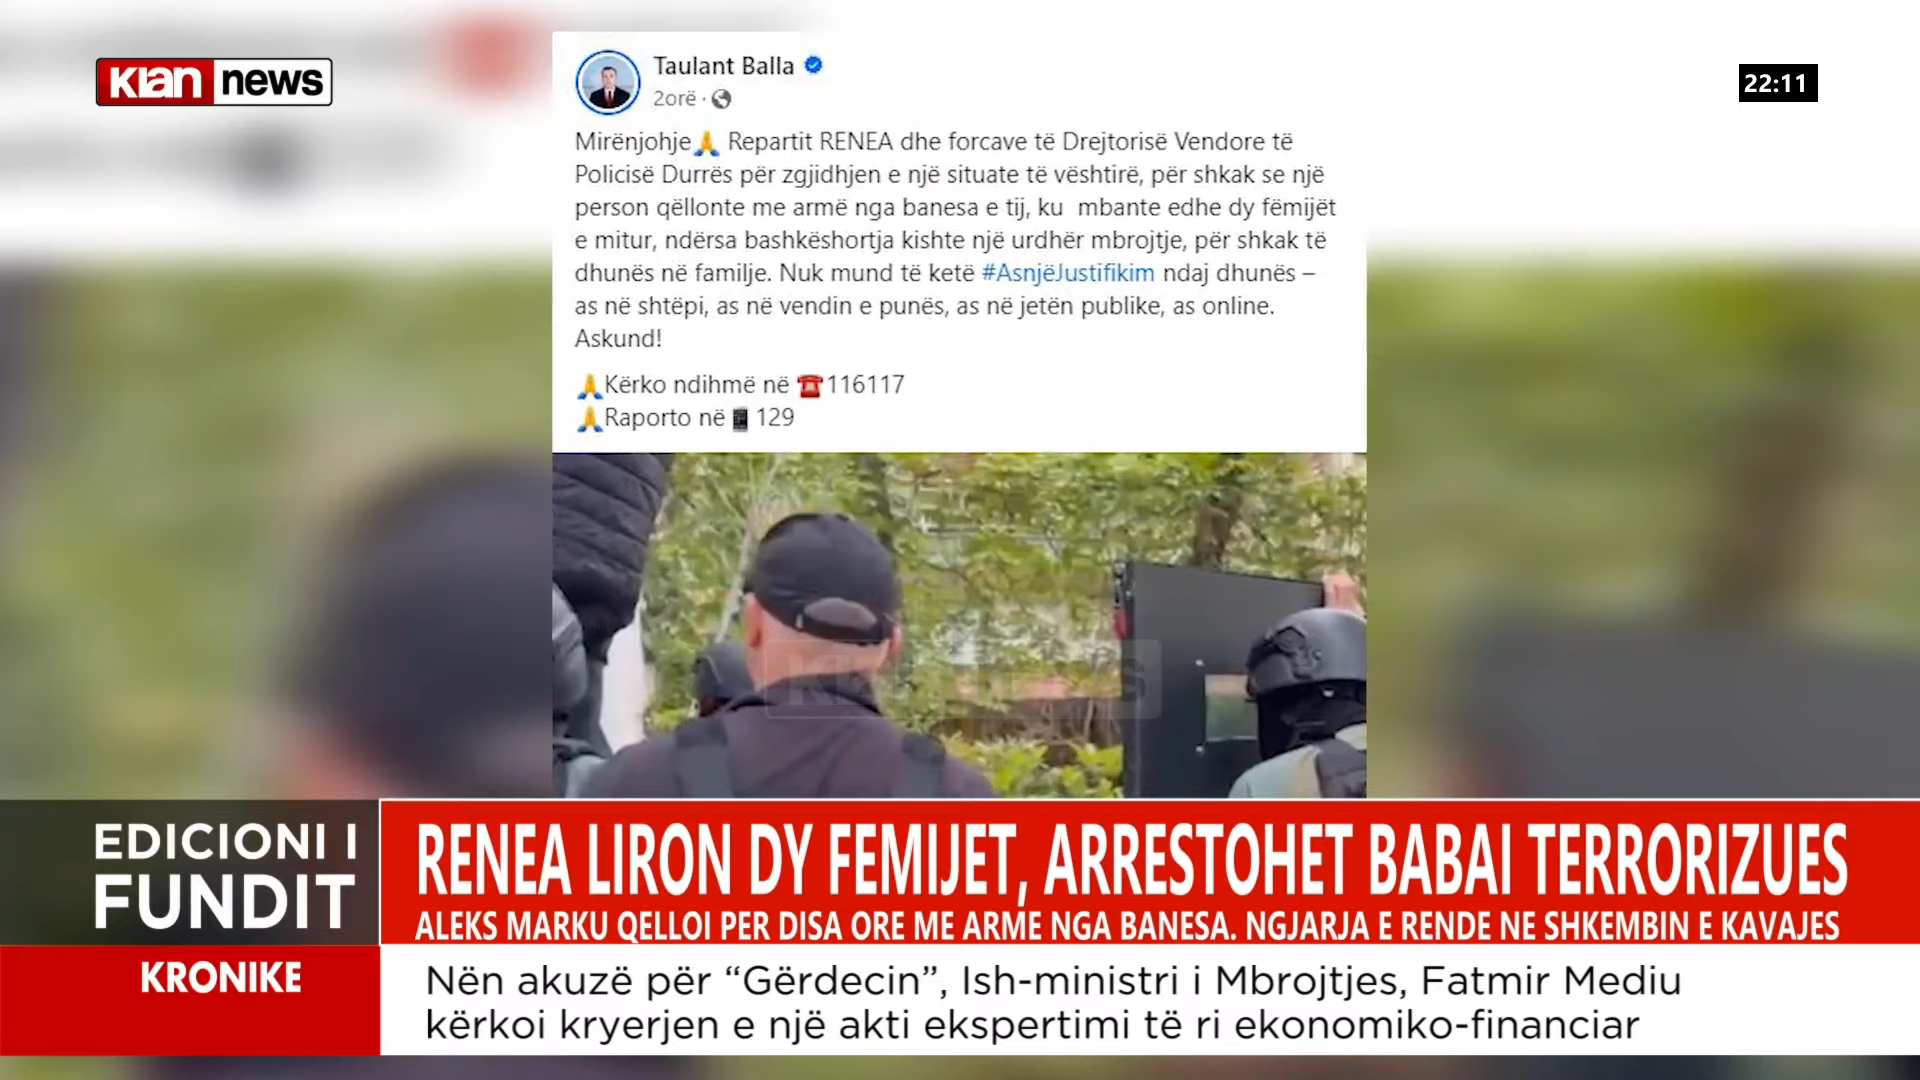 klan news
22:11
Taulant Balla
2orë ·
Mirënjohje🙏 Repartit RENEA dhe forcave të Drejtorisë Vendore të
Policisë Durrës për zgjidhjen e një situate të vështirë, për shkak se një
person qëllonte me armë nga banesa e tij, ku mbante edhe dy fëmijët
e mitur, ndërsa bashkëshortja kishte një urdhër mbrojtje, për shkak të
dhunës në familje. Nuk mund të ketë #AsnjëJustifikim ndaj dhunës –
as në shtëpi, as në vendin e punës, as në jetën publike, as online.
Askund!
🙏Kërko ndihmë në ☎️116117
🙏Raporto në📱129
klan news
EDICIONI I
FUNDIT
RENEA LIRON DY FEMIJET, ARRESTOHET BABAI TERRORIZUES
ALEKS MARKU QELLOI PER DISA ORE ME ARME NGA BANESA. NGJARJA E RENDE NE SHKEMBIN E KAVAJES
KRONIKE
Nën akuzë për “Gërdecin”, Ish-ministri i Mbrojtjes, Fatmir Mediu
kërkoi kryerjen e një akti ekspertimi të ri ekonomiko-financiar